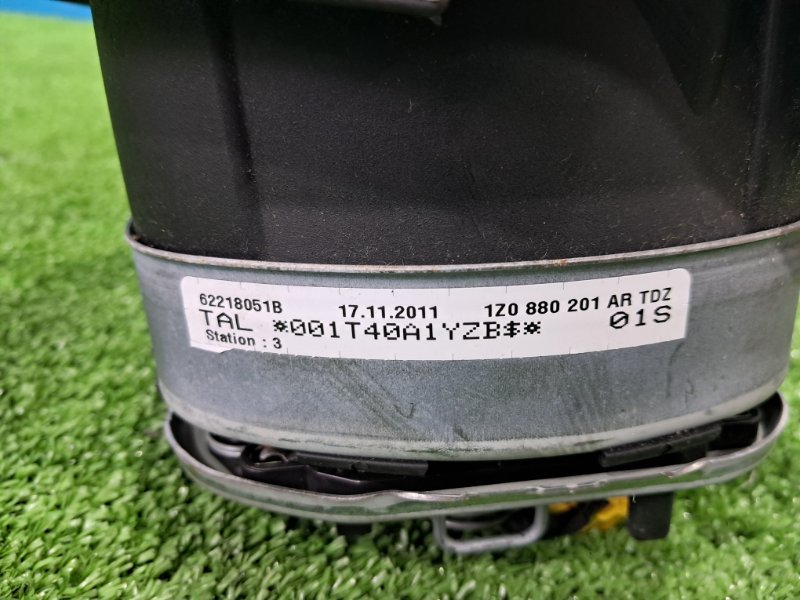 62218051B 17.11.2011 1Z0 880 201 AR TDZ
TAL *001T40A1YZB‡* 01S
Station : 3